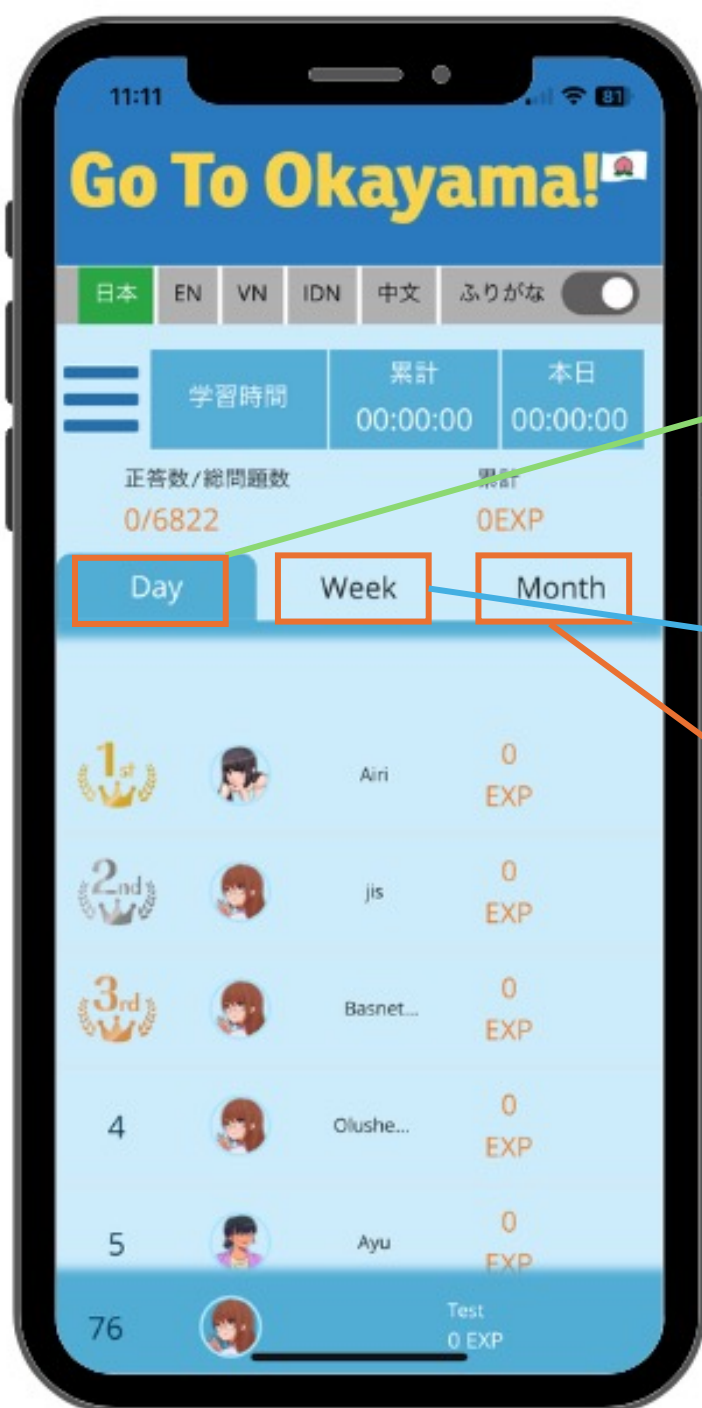 11:11 81
Go To Okayama!
日本 EN VN IDN 中文 ふりがな
学習時間 累計 本日
00:00:00 00:00:00
正答数/総問題数 累計
0/6822 0EXP
Day Week Month
1st Airi 0
EXP
2nd jis 0
EXP
3rd Basnet... 0
EXP
4 Olushe... 0
EXP
5 Ayu 0
EXP
76 Test
0 EXP